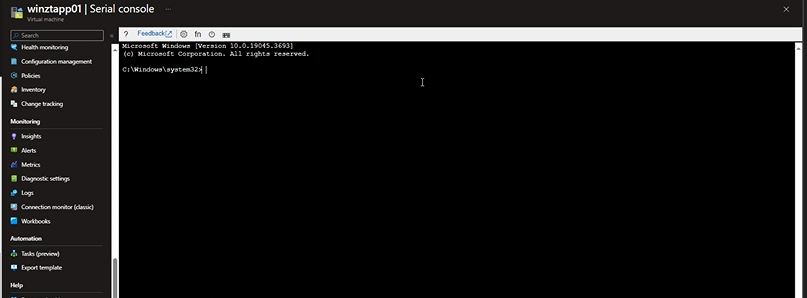 winztapp01 | Serial console ...
Virtual machine
Search
Health monitoring
Configuration management
Policies
Inventory
Change tracking
Monitoring
Insights
Alerts
Metrics
Diagnostic settings
Logs
Connection monitor (classic)
Workbooks
Automation
Tasks (preview)
Export template
Help
? Feedback fn
Microsoft Windows [Version 10.0.19045.3693]
(c) Microsoft Corporation. All rights reserved.
C:\Windows\system32>